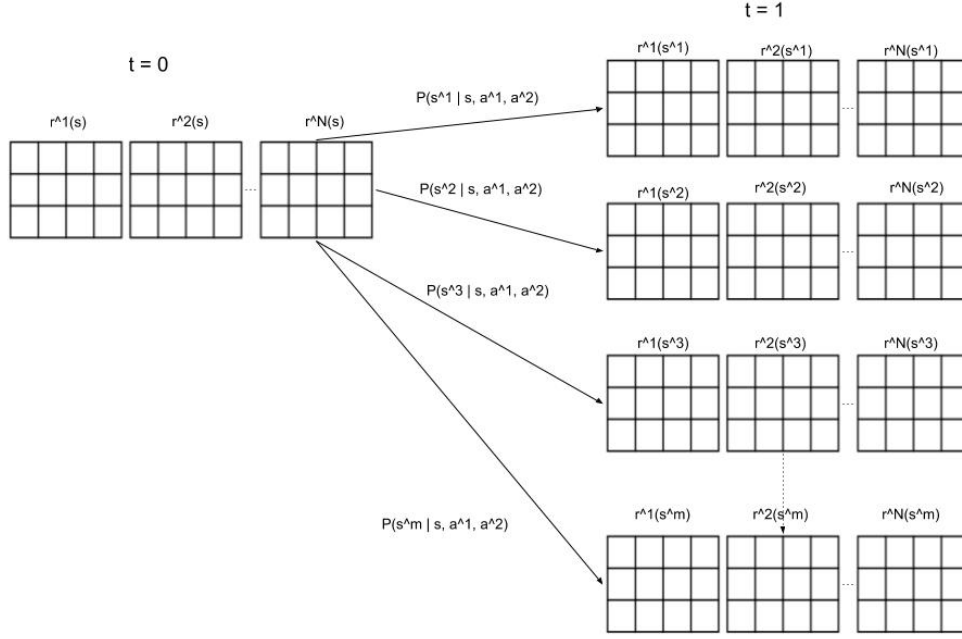 t = 1
t = 0
r^1(s^1) r^2(s^1) r^N(s^1)
P(s^1 | s, a^1, a^2)
r^1(s) r^2(s) r^N(s)
...
...
P(s^2 | s, a^1, a^2)
r^1(s^2) r^2(s^2) r^N(s^2)
...
P(s^3 | s, a^1, a^2)
r^1(s^3) r^2(s^3) r^N(s^3)
...
P(s^m | s, a^1, a^2)
r^1(s^m) r^2(s^m) r^N(s^m)
...